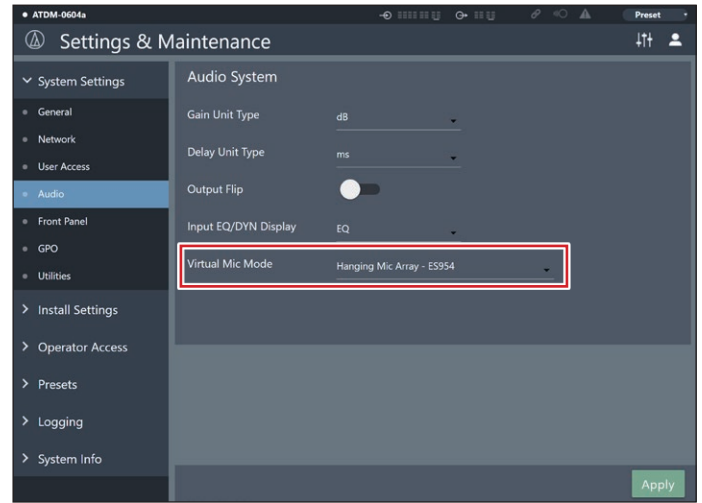 ATDM-0604a
Preset
Settings & Maintenance
System Settings
General
Network
User Access
Audio
Front Panel
GPO
Utilities
Install Settings
Operator Access
Presets
Logging
System Info
Audio System
Gain Unit Type dB
Delay Unit Type ms
Output Flip
Input EQ/DYN Display EQ
Virtual Mic Mode Hanging Mic Array - ES954
Apply